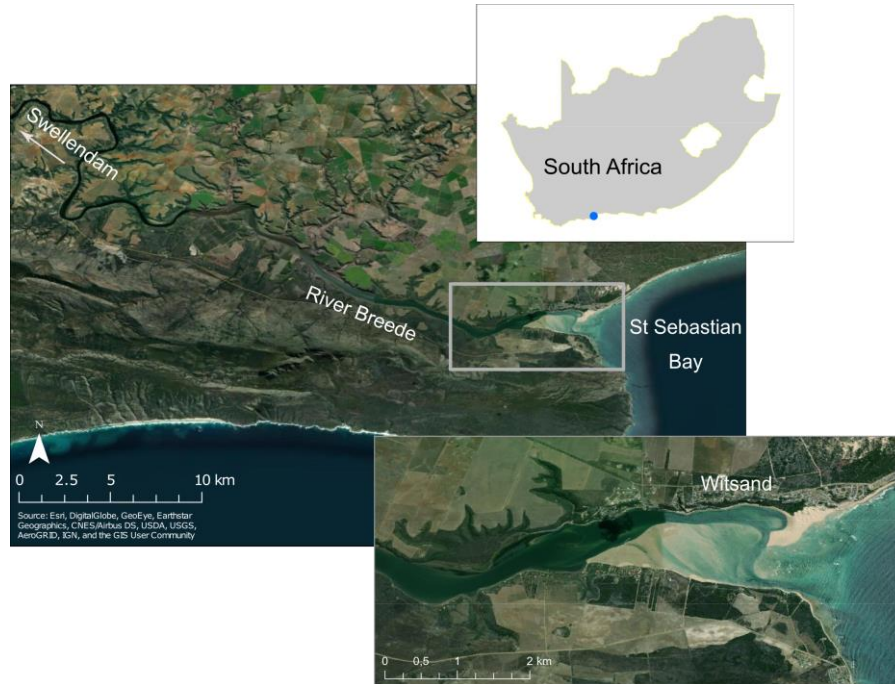 South Africa
Swellendam
River Breede
St Sebastian
Bay
N
0 2.5 5 10 km
Source: Esri, DigitalGlobe, GeoEye, Earthstar
Geographics, CNES/Airbus DS, USDA, USGS,
AeroGRID, IGN, and the GIS User Community
Witsand
0 0,5 1 2 km